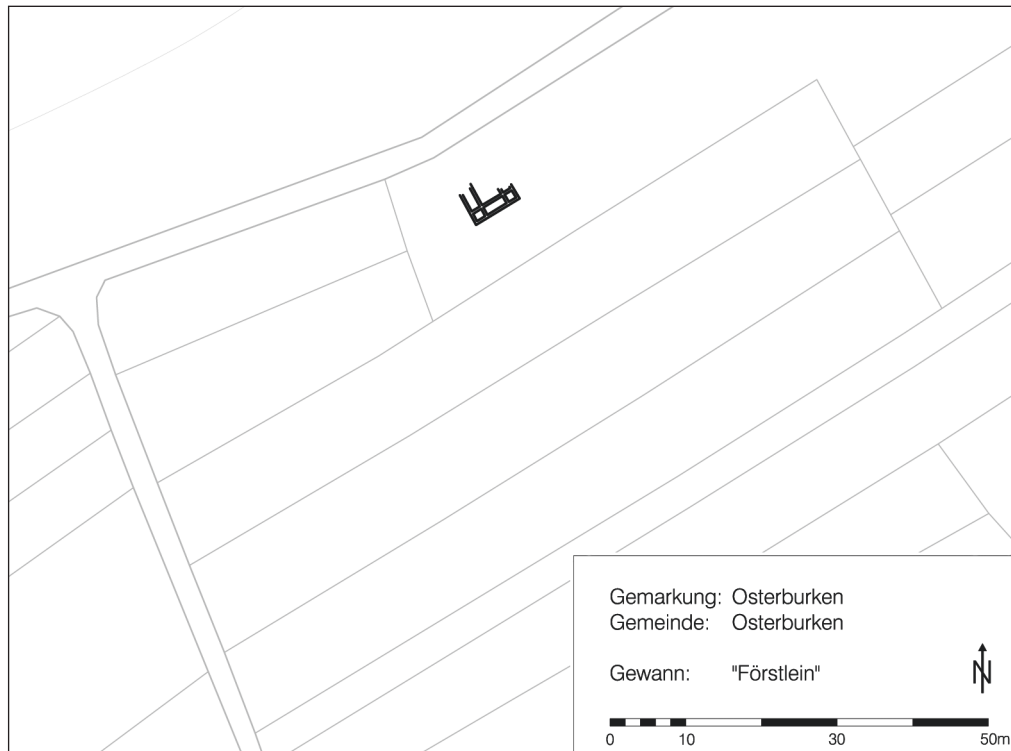 Gemarkung: Osterburken
Gemeinde: Osterburken
Gewann: "Förstlein"
N
0 10 30 50m